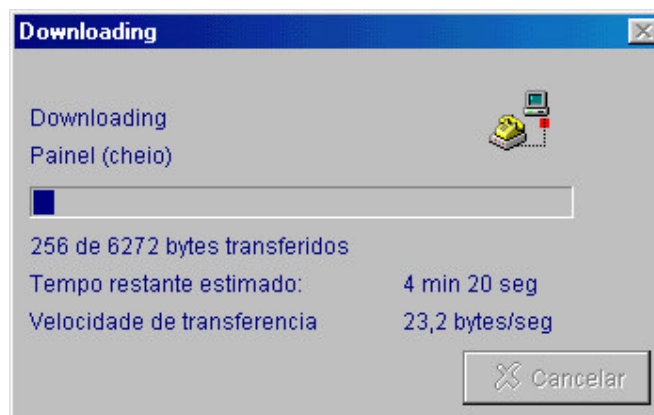 Downloading
Downloading
Painel (cheio)
256 de 6272 bytes transferidos
Tempo restante estimado: 4 min 20 seg
Velocidade de transferencia 23,2 bytes/seg
Cancelar